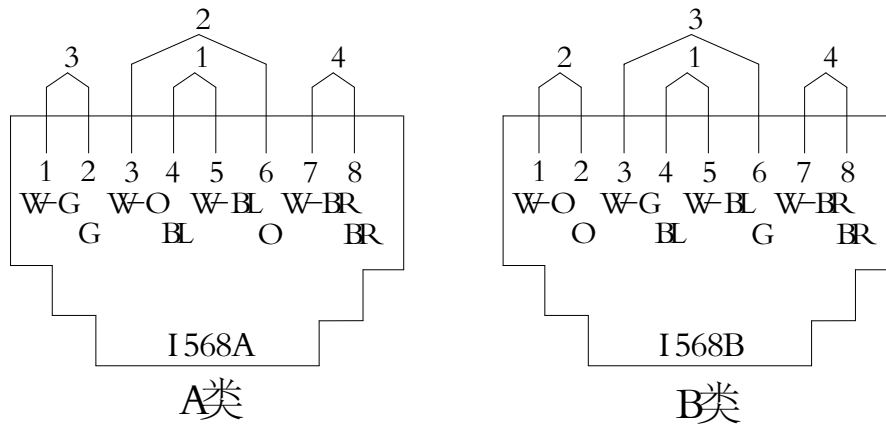 2 3
3 1 4 2 1 4
1 2 3 4 5 6 7 8 1 2 3 4 5 6 7 8
W-G W-O W-BL W-BR W-O W-G W-BL W-BR
G BL O BR O BL G BR
I568A I568B
A类 B类